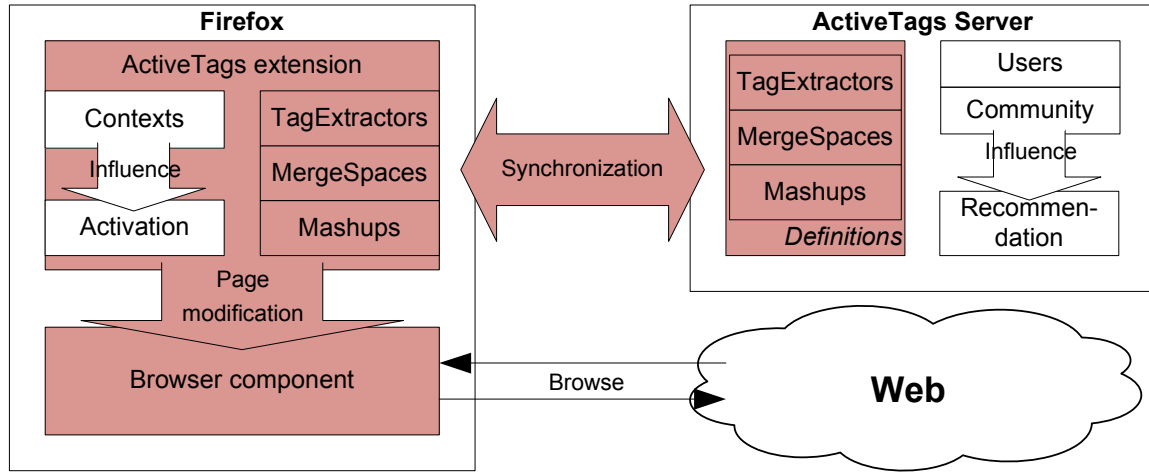 Firefox
ActiveTags extension
Contexts
Influence
Activation
TagExtractors
MergeSpaces
Mashups
Page
modification
Browser component
Synchronization
Browse
ActiveTags Server
TagExtractors
MergeSpaces
Mashups
Definitions
Users
Community
Influence
Recommen-
dation
Web